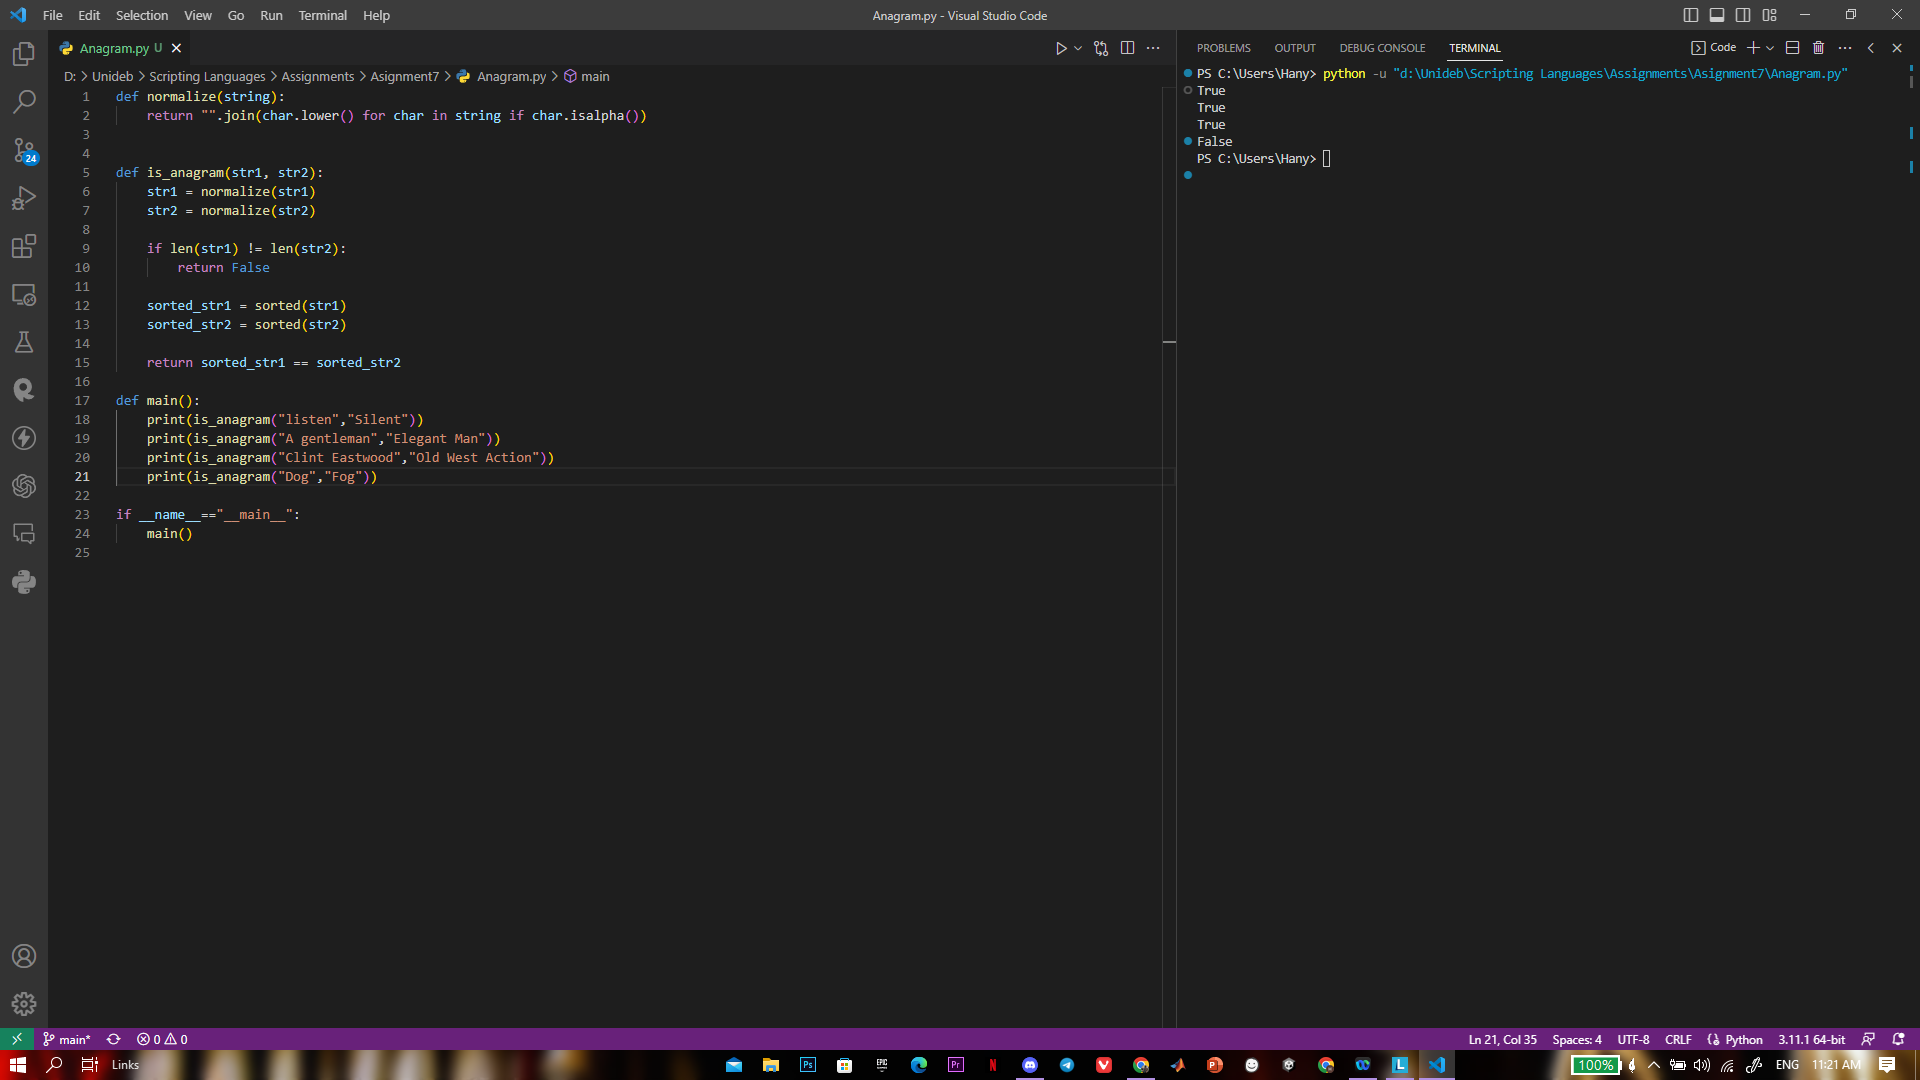 File Edit Selection View Go Run Terminal Help
Anagram.py - Visual Studio Code
Anagram.py U
D: > Unideb > Scripting Languages > Assignments > Asignment7 > Anagram.py > main
1 def normalize(string):
2     return "".join(char.lower() for char in string if char.isalpha())
3
4
5 def is_anagram(str1, str2):
6     str1 = normalize(str1)
7     str2 = normalize(str2)
8
9     if len(str1) != len(str2):
10         return False
11
12     sorted_str1 = sorted(str1)
13     sorted_str2 = sorted(str2)
14
15     return sorted_str1 == sorted_str2
16
17 def main():
18     print(is_anagram("listen","Silent"))
19     print(is_anagram("A gentleman","Elegant Man"))
20     print(is_anagram("Clint Eastwood","Old West Action"))
21     print(is_anagram("Dog","Fog"))
22
23 if __name__=="__main__":
24     main()
25
PROBLEMS OUTPUT DEBUG CONSOLE TERMINAL
Code
PS C:\Users\Hany> python -u "d:\Unideb\Scripting Languages\Assignments\Asignment7\Anagram.py"
True
True
True
False
PS C:\Users\Hany>
24
main* 0 0
Ln 21, Col 35 Spaces: 4 UTF-8 CRLF Python 3.11.1 64-bit
Links
Ps
EPIC
Pr
N
L
100%
ENG 11:21 AM